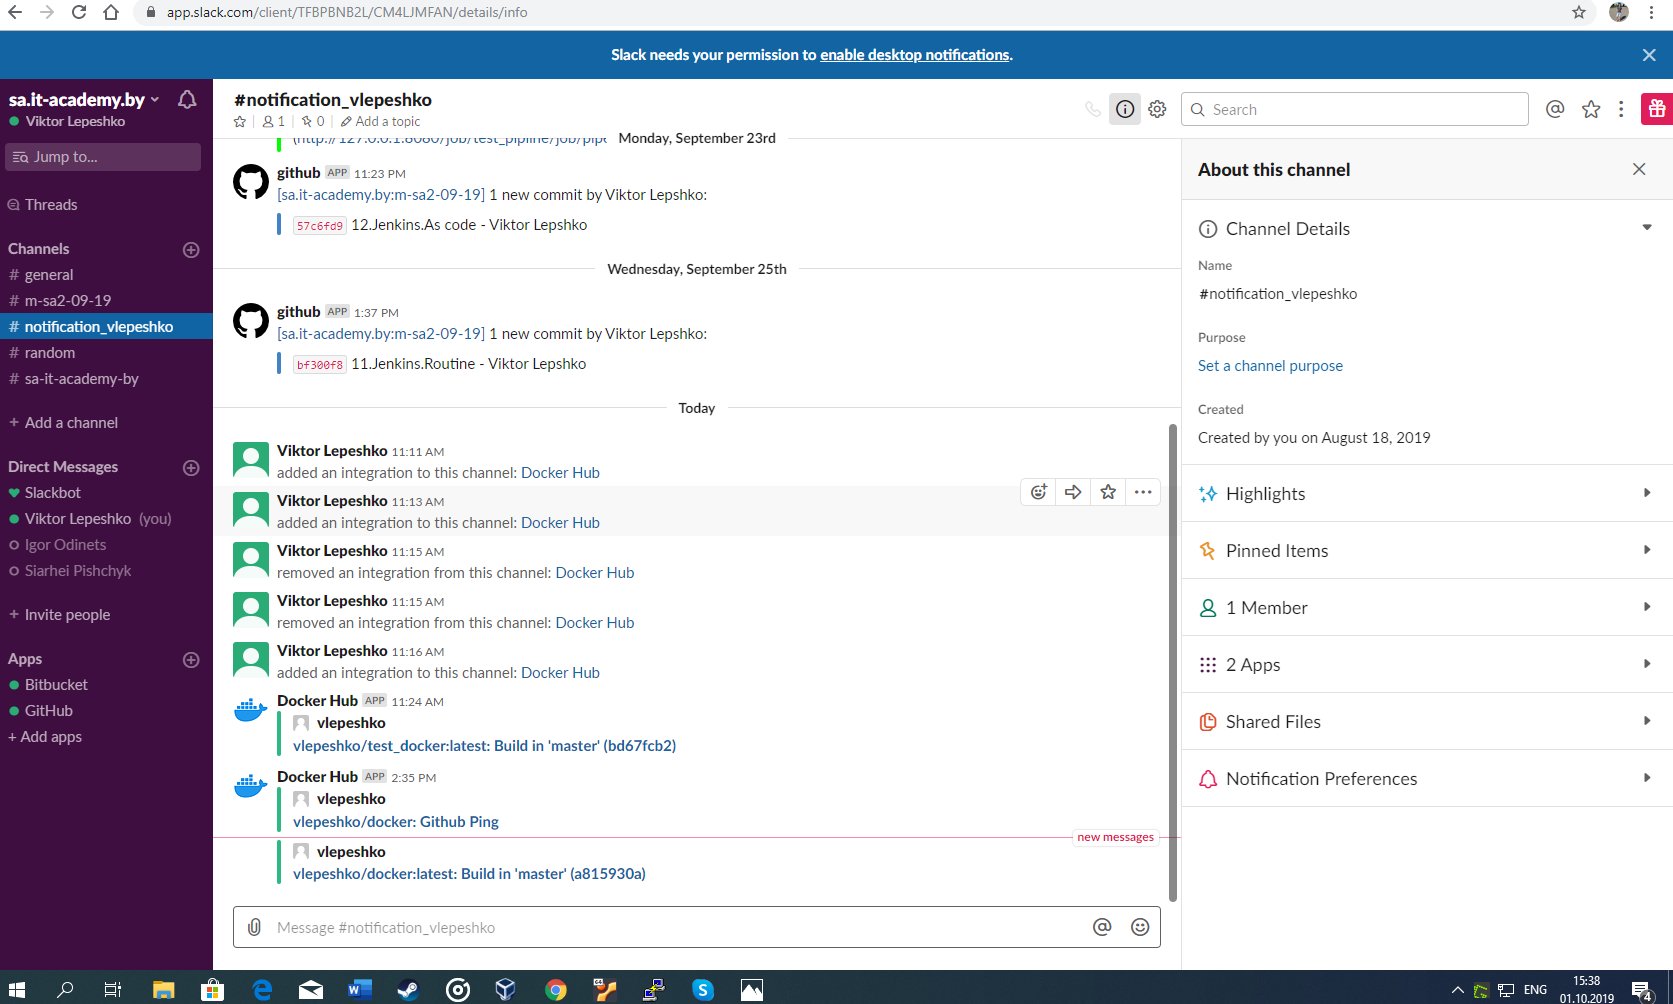 app.slack.com/client/TFBPBNB2L/CM4LJMFAN/details/info
Slack needs your permission to enable desktop notifications.
sa.it-academy.by
Viktor Lepeshko
Jump to...
Threads
Channels
# general
# m-sa2-09-19
# notification_vlepeshko
# random
# sa-it-academy-by
+ Add a channel
Direct Messages
Slackbot
Viktor Lepeshko (you)
Igor Odinets
Siarhei Pishchyk
+ Invite people
Apps
Bitbucket
GitHub
+ Add apps
#notification_vlepeshko
1 | 0 | Add a topic
Search
(http://127.0.0.1:8080/job/test_pipline/job/pipe
Monday, September 23rd
github APP 11:23 PM
[sa.it-academy.by:m-sa2-09-19] 1 new commit by Viktor Lepshko:
57c6fd9 12.Jenkins.As code - Viktor Lepshko
Wednesday, September 25th
github APP 1:37 PM
[sa.it-academy.by:m-sa2-09-19] 1 new commit by Viktor Lepshko:
bf300f8 11.Jenkins.Routine - Viktor Lepshko
Today
Viktor Lepeshko 11:11 AM
added an integration to this channel: Docker Hub
Viktor Lepeshko 11:13 AM
added an integration to this channel: Docker Hub
Viktor Lepeshko 11:15 AM
removed an integration from this channel: Docker Hub
Viktor Lepeshko 11:15 AM
removed an integration from this channel: Docker Hub
Viktor Lepeshko 11:16 AM
added an integration to this channel: Docker Hub
Docker Hub APP 11:24 AM
vlepeshko
vlepeshko/test_docker:latest: Build in 'master' (bd67fcb2)
Docker Hub APP 2:35 PM
vlepeshko
vlepeshko/docker: Github Ping
new messages
vlepeshko
vlepeshko/docker:latest: Build in 'master' (a815930a)
Message #notification_vlepeshko
About this channel
Channel Details
Name
#notification_vlepeshko
Purpose
Set a channel purpose
Created
Created by you on August 18, 2019
Highlights
Pinned Items
1 Member
2 Apps
Shared Files
Notification Preferences
ENG
15:38
01.10.2019
4